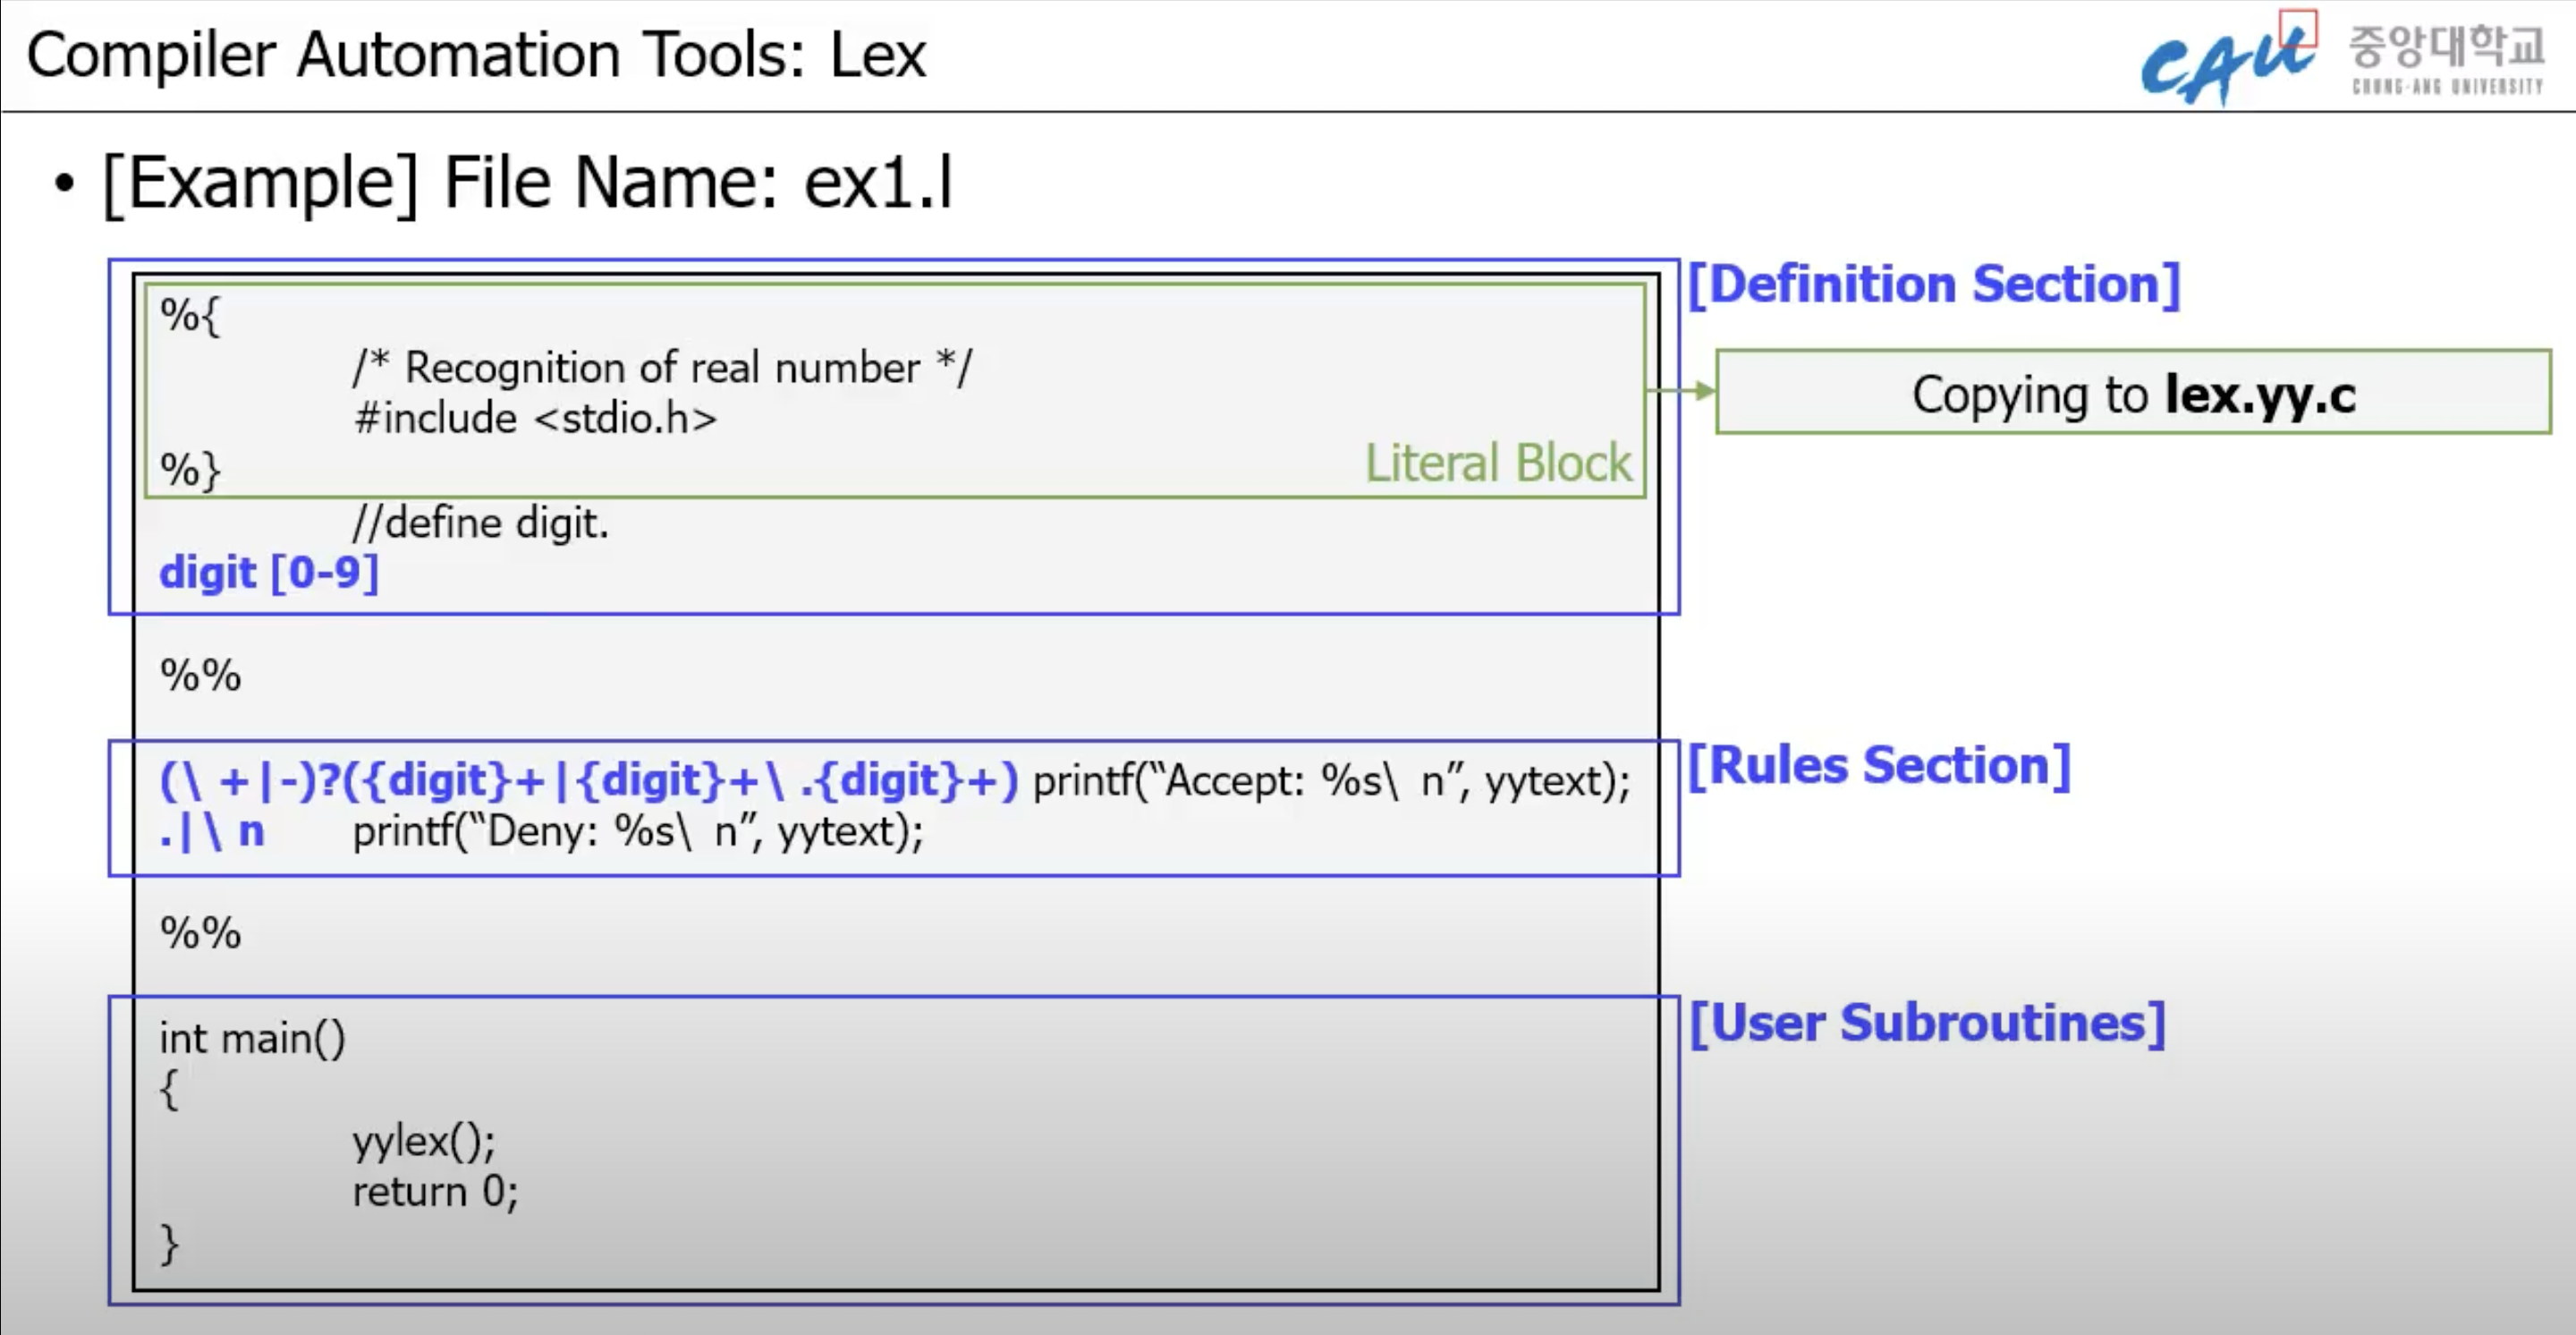 Compiler Automation Tools: Lex
CAU 중앙대학교
CHUNG-ANG UNIVERSITY
• [Example] File Name: ex1.l
[Definition Section]
%{
/* Recognition of real number */
#include <stdio.h>
%}
Literal Block
Copying to lex.yy.c
//define digit.
digit [0-9]
%%
[Rules Section]
(\ +|-)?({digit}+|{digit}+\ .{digit}+) printf(“Accept: %s\ n”, yytext);
.|\ n printf(“Deny: %s\ n”, yytext);
%%
[User Subroutines]
int main()
{
yylex();
return 0;
}